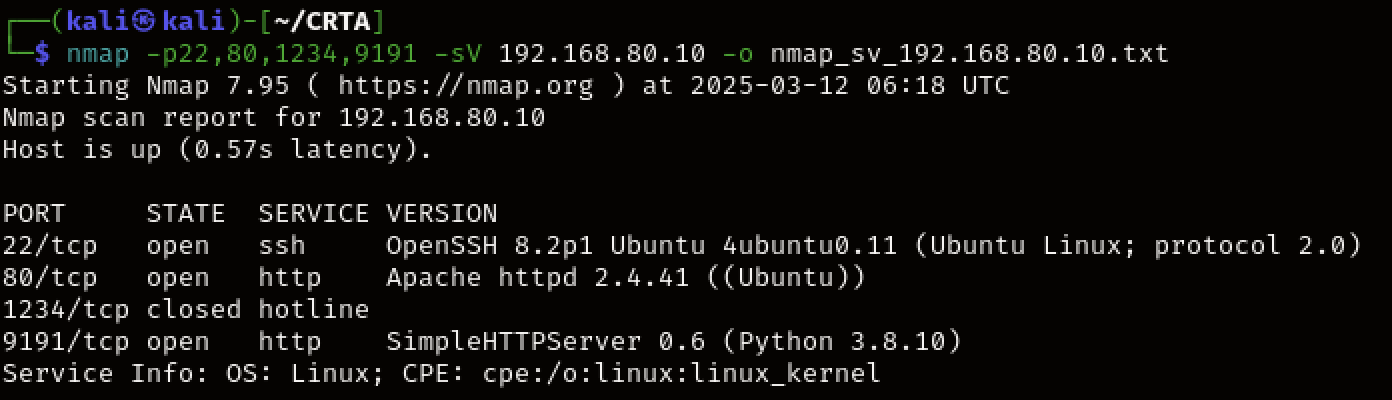 ┌──(kali㉿kali)-[~/CRTA]
└─$ nmap -p22,80,1234,9191 -sV 192.168.80.10 -o nmap_sv_192.168.80.10.txt
Starting Nmap 7.95 ( https://nmap.org ) at 2025-03-12 06:18 UTC
Nmap scan report for 192.168.80.10
Host is up (0.57s latency).

PORT     STATE  SERVICE VERSION
22/tcp   open   ssh     OpenSSH 8.2p1 Ubuntu 4ubuntu0.11 (Ubuntu Linux; protocol 2.0)
80/tcp   open   http    Apache httpd 2.4.41 ((Ubuntu))
1234/tcp closed hotline
9191/tcp open   http    SimpleHTTPServer 0.6 (Python 3.8.10)
Service Info: OS: Linux; CPE: cpe:/o:linux:linux_kernel